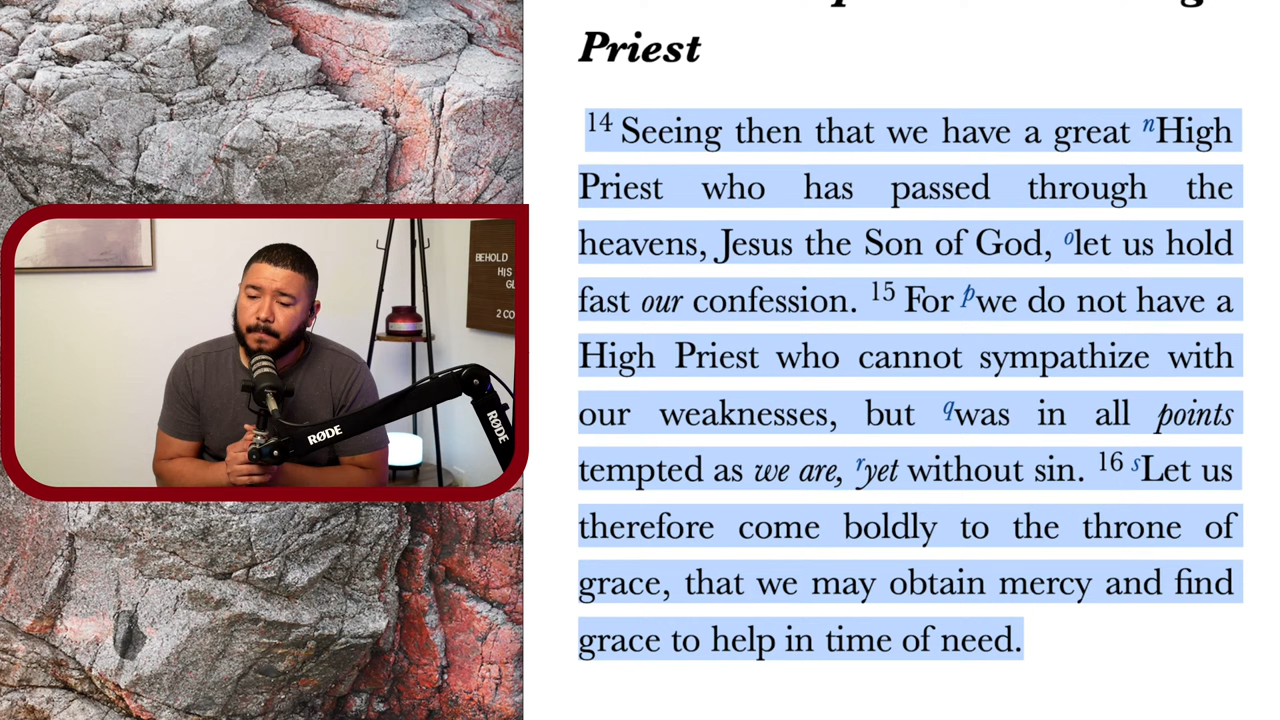 Priest
14 Seeing then that we have a great nHigh
Priest who has passed through the
heavens, Jesus the Son of God, olet us hold
fast our confession. 15 For pwe do not have a
High Priest who cannot sympathize with
our weaknesses, but qwas in all points
tempted as we are, ryet without sin. 16 sLet us
therefore come boldly to the throne of
grace, that we may obtain mercy and find
grace to help in time of need.
BEHOLD
HIS
2 CO
RØDE
RØDE